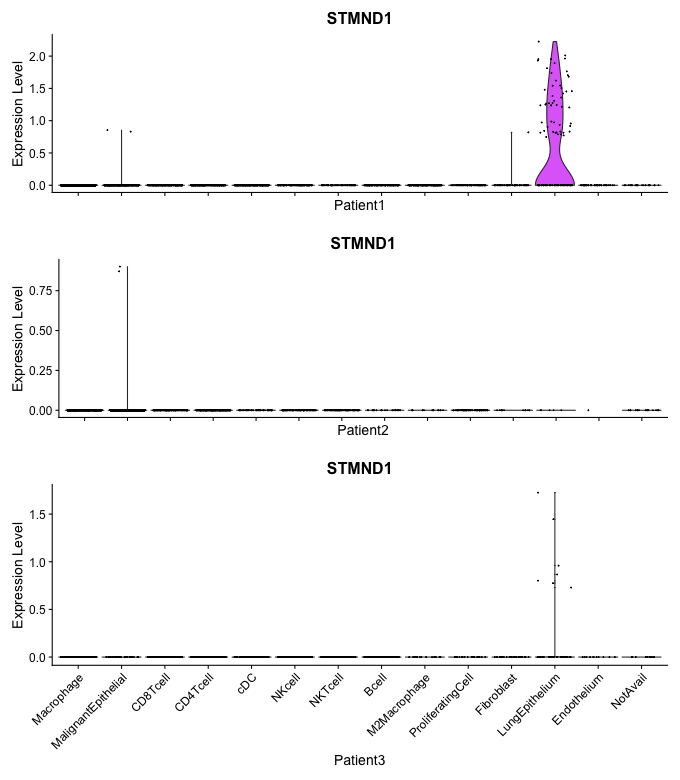 STMND1
Expression Level
2.0
1.5
1.0
0.5
0.0
Patient1
STMND1
Expression Level
0.75
0.50
0.25
0.00
Patient2
STMND1
Expression Level
1.5
1.0
0.5
0.0
Macrophage
MalignantEpithelial
CD8Tcell
CD4Tcell
cDC
NKcell
NKTcell
Bcell
M2Macrophage
ProliferatingCell
Fibroblast
LungEpithelium
Endothelium
NotAvail
Patient3